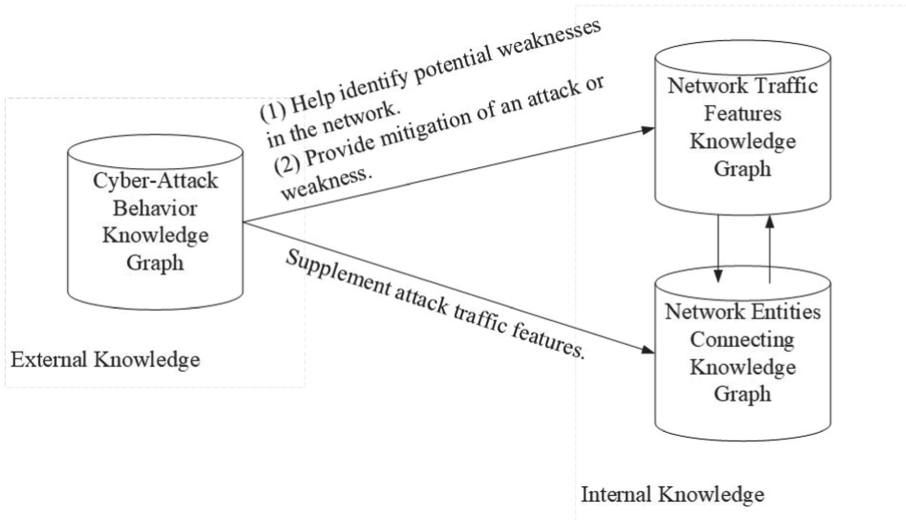 (1) Help identify potential weaknesses
in the network.
(2) Provide mitigation of an attack or
weakness.
Network Traffic
Features
Knowledge
Graph
Cyber-Attack
Behavior
Knowledge
Graph
Supplement attack traffic features.
Network Entities
Connecting
Knowledge
Graph
External Knowledge
Internal Knowledge